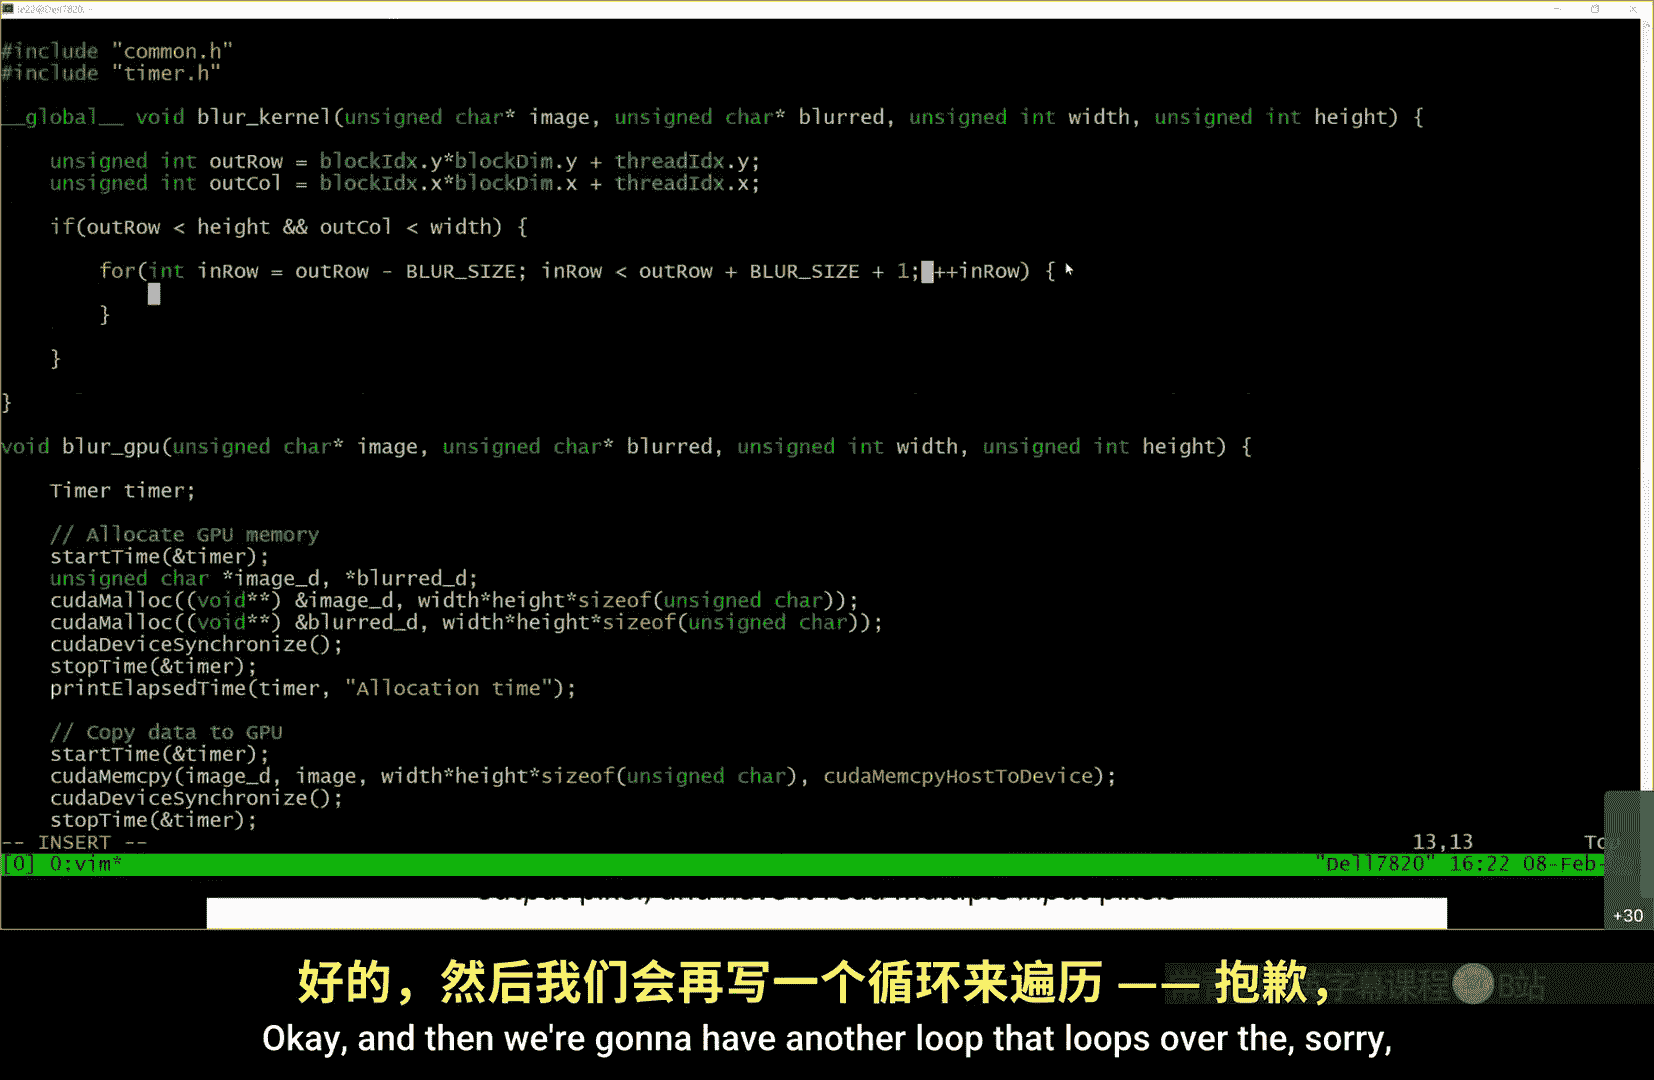 #include "common.h"
#include "timer.h"
__global__ void blur_kernel(unsigned char* image, unsigned char* blurred, unsigned int width, unsigned int height) {
unsigned int outRow = blockIdx.y*blockDim.y + threadIdx.y;
unsigned int outCol = blockIdx.x*blockDim.x + threadIdx.x;
if(outRow < height && outCol < width) {
for(int inRow = outRow - BLUR_SIZE; inRow < outRow + BLUR_SIZE + 1; ++inRow) {
}
}
}
void blur_gpu(unsigned char* image, unsigned char* blurred, unsigned int width, unsigned int height) {
Timer timer;
// Allocate GPU memory
startTime(&timer);
unsigned char *image_d, *blurred_d;
cudaMalloc((void**) &image_d, width*height*sizeof(unsigned char));
cudaMalloc((void**) &blurred_d, width*height*sizeof(unsigned char));
cudaDeviceSynchronize();
stopTime(&timer);
printElapsedTime(timer, "Allocation time");
// Copy data to GPU
startTime(&timer);
cudaMemcpy(image_d, image, width*height*sizeof(unsigned char), cudaMemcpyHostToDevice);
cudaDeviceSynchronize();
stopTime(&timer);
-- INSERT -- 13,13 Top
[0] 0:vim* "Dell7820" 16:22 08-Feb-
+30
好的，然后我们会再写一个循环来遍历 —— 抱歉，
字幕课程 B站
Okay, and then we're gonna have another loop that loops over the, sorry,